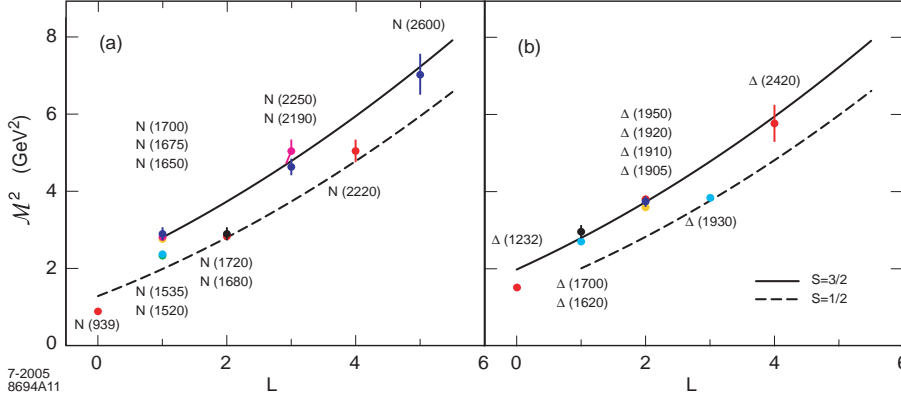 (a)
N (2600)
N (2250)
N (2190)
N (1700)
N (1675)
N (1650)
N (2220)
N (1720)
N (1680)
N (1535)
N (1520)
N (939)
8
6
4
2
0
ℳ² (GeV²)
0 2 4 6
L
(b)
Δ (2420)
Δ (1950)
Δ (1920)
Δ (1910)
Δ (1905)
Δ (1232)
Δ (1930)
Δ (1700)
Δ (1620)
S=3/2
S=1/2
0 2 4 6
L
7-2005
8694A11